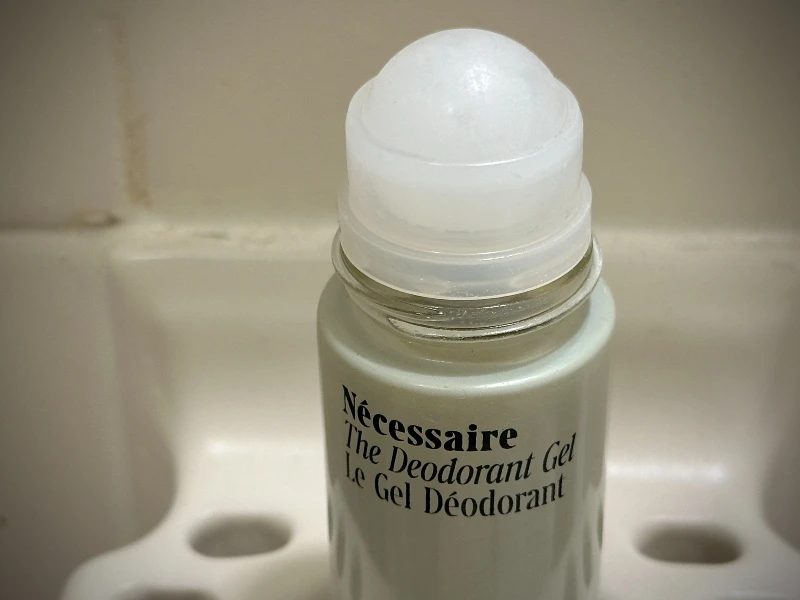 Nécessaire
The Deodorant Gel
Le Gel Déodorant